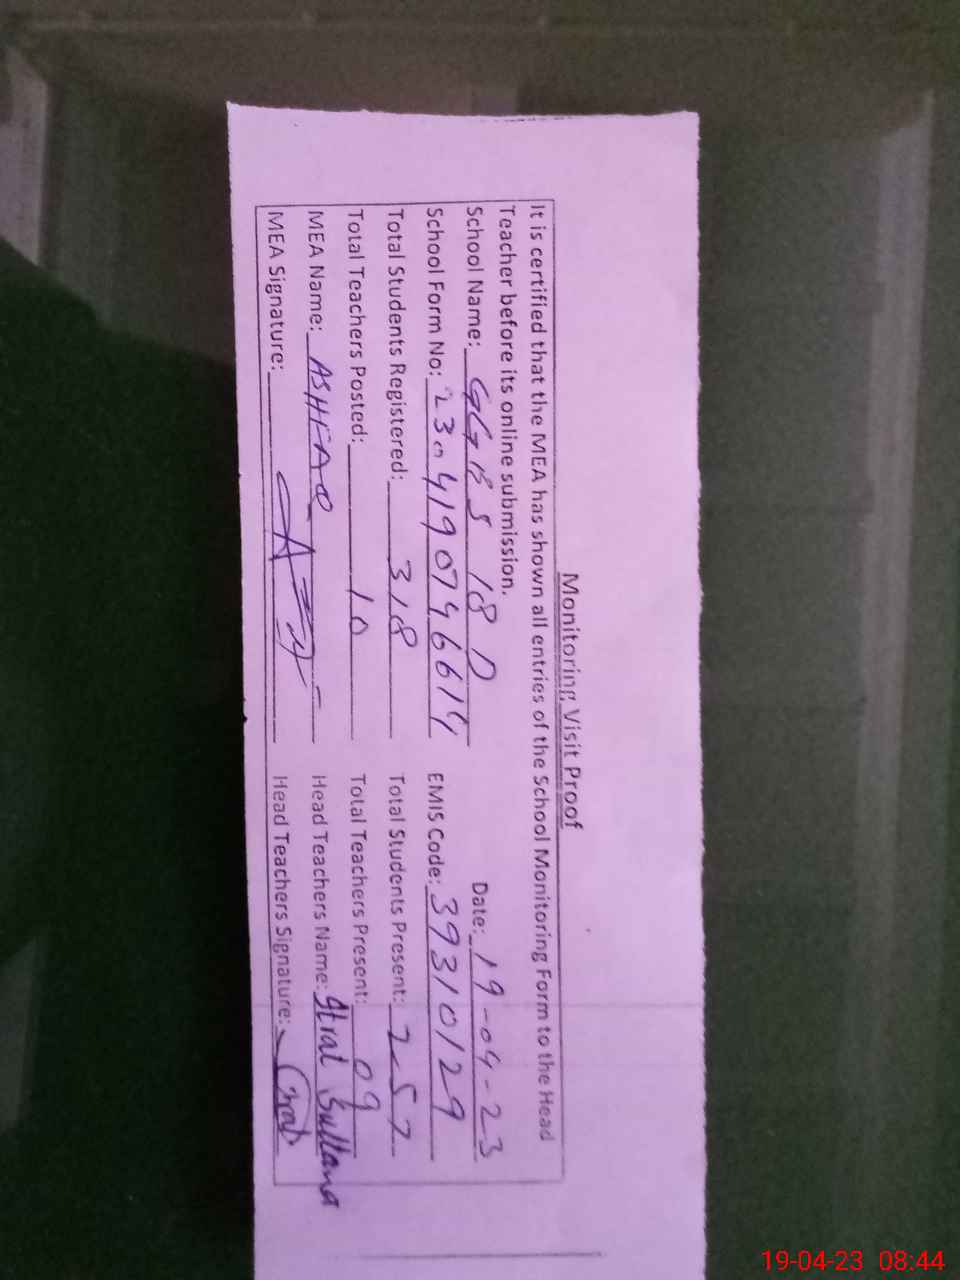 Monitoring Visit Proof
It is certified that the MEA has shown all entries of the School Monitoring Form to the Head
Teacher before its online submission.
Date: 19-04-23
School Name: GGHS 18 D
School Form No: 230419074661 EMIS Code: 39310129
Total Students Registered: 318 Total Students Present: 257
Total Teachers Posted: 10 Total Teachers Present: 09
MEA Name: ASHFAQ Head Teachers Name: Sultana
MEA Signature: Head Teachers Signature:
19-04-23 08:44